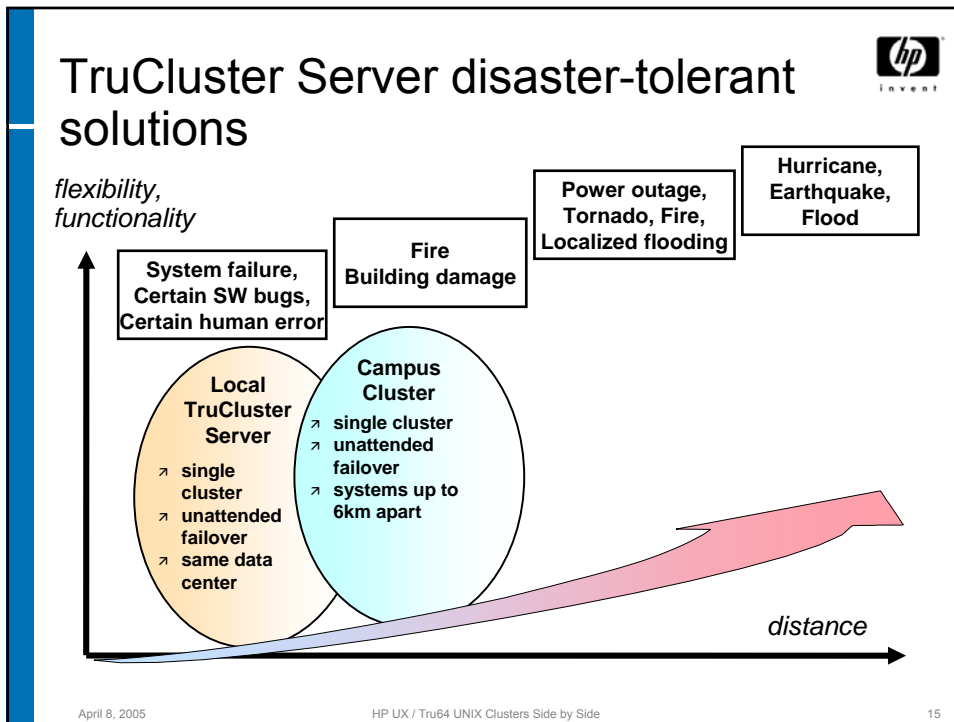 TruCluster Server disaster-tolerant
solutions
hp
invent
flexibility,
functionality
System failure,
Certain SW bugs,
Certain human error
Fire
Building damage
Power outage,
Tornado, Fire,
Localized flooding
Hurricane,
Earthquake,
Flood
Local
TruCluster
Server
single
cluster
unattended
failover
same data
center
Campus
Cluster
single cluster
unattended
failover
systems up to
6km apart
distance
April 8, 2005
HP UX / Tru64 UNIX Clusters Side by Side
15